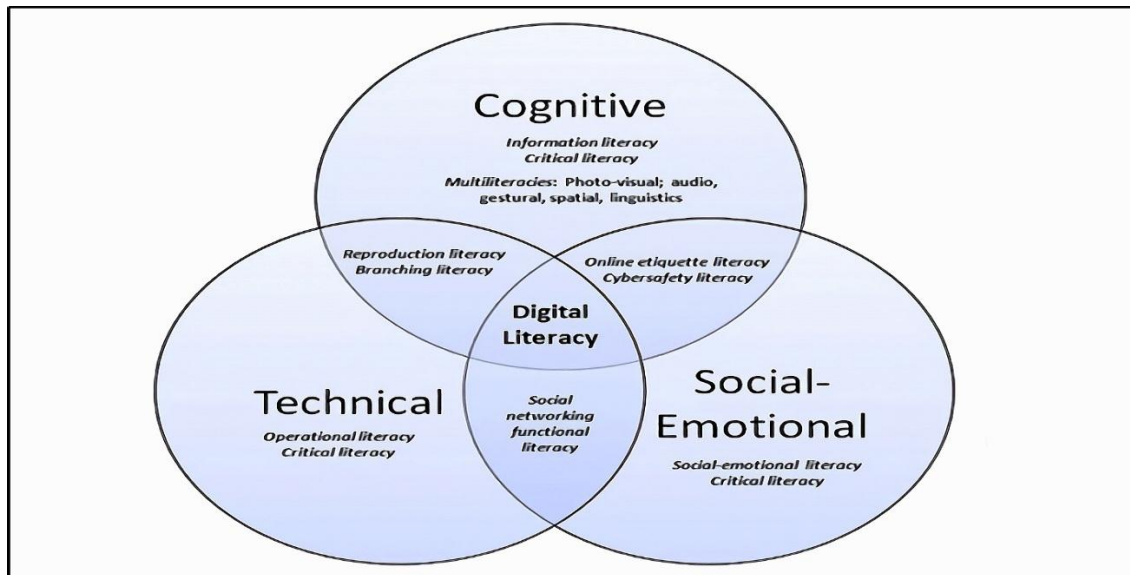 Cognitive
Information literacy
Critical literacy
Multiliteracies: Photo-visual; audio,
gestural, spatial, linguistics
Reproduction literacy
Branching literacy
Online etiquette literacy
Cybersafety literacy
Digital
Literacy
Technical
Operational literacy
Critical literacy
Social
networking
functional
literacy
Social-
Emotional
Social-emotional literacy
Critical literacy